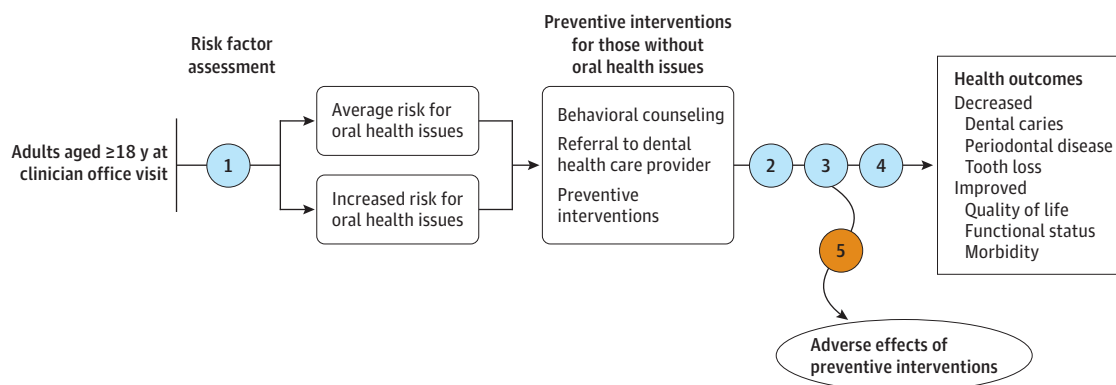 Risk factor
assessment
Preventive interventions
for those without
oral health issues
Adults aged ≥18 y at
clinician office visit
1
Average risk for
oral health issues
Increased risk for
oral health issues
Behavioral counseling
Referral to dental
health care provider
Preventive
interventions
2
3
4
5
Health outcomes
Decreased
Dental caries
Periodontal disease
Tooth loss
Improved
Quality of life
Functional status
Morbidity
Adverse effects of
preventive interventions